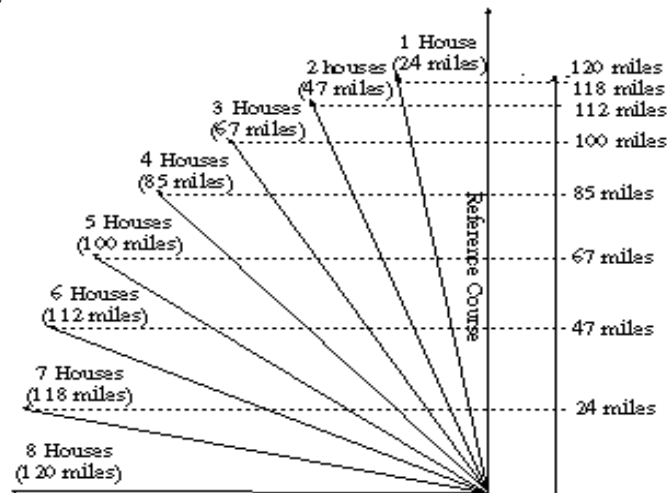 1 House
(24 miles)
2 houses
(47 miles)
3 Houses
(67 miles)
4 Houses
(85 miles)
5 Houses
(100 miles)
6 Houses
(112 miles)
7 Houses
(118 miles)
8 Houses
(120 miles)
Reference Course
120 miles
118 miles
112 miles
100 miles
85 miles
67 miles
47 miles
24 miles